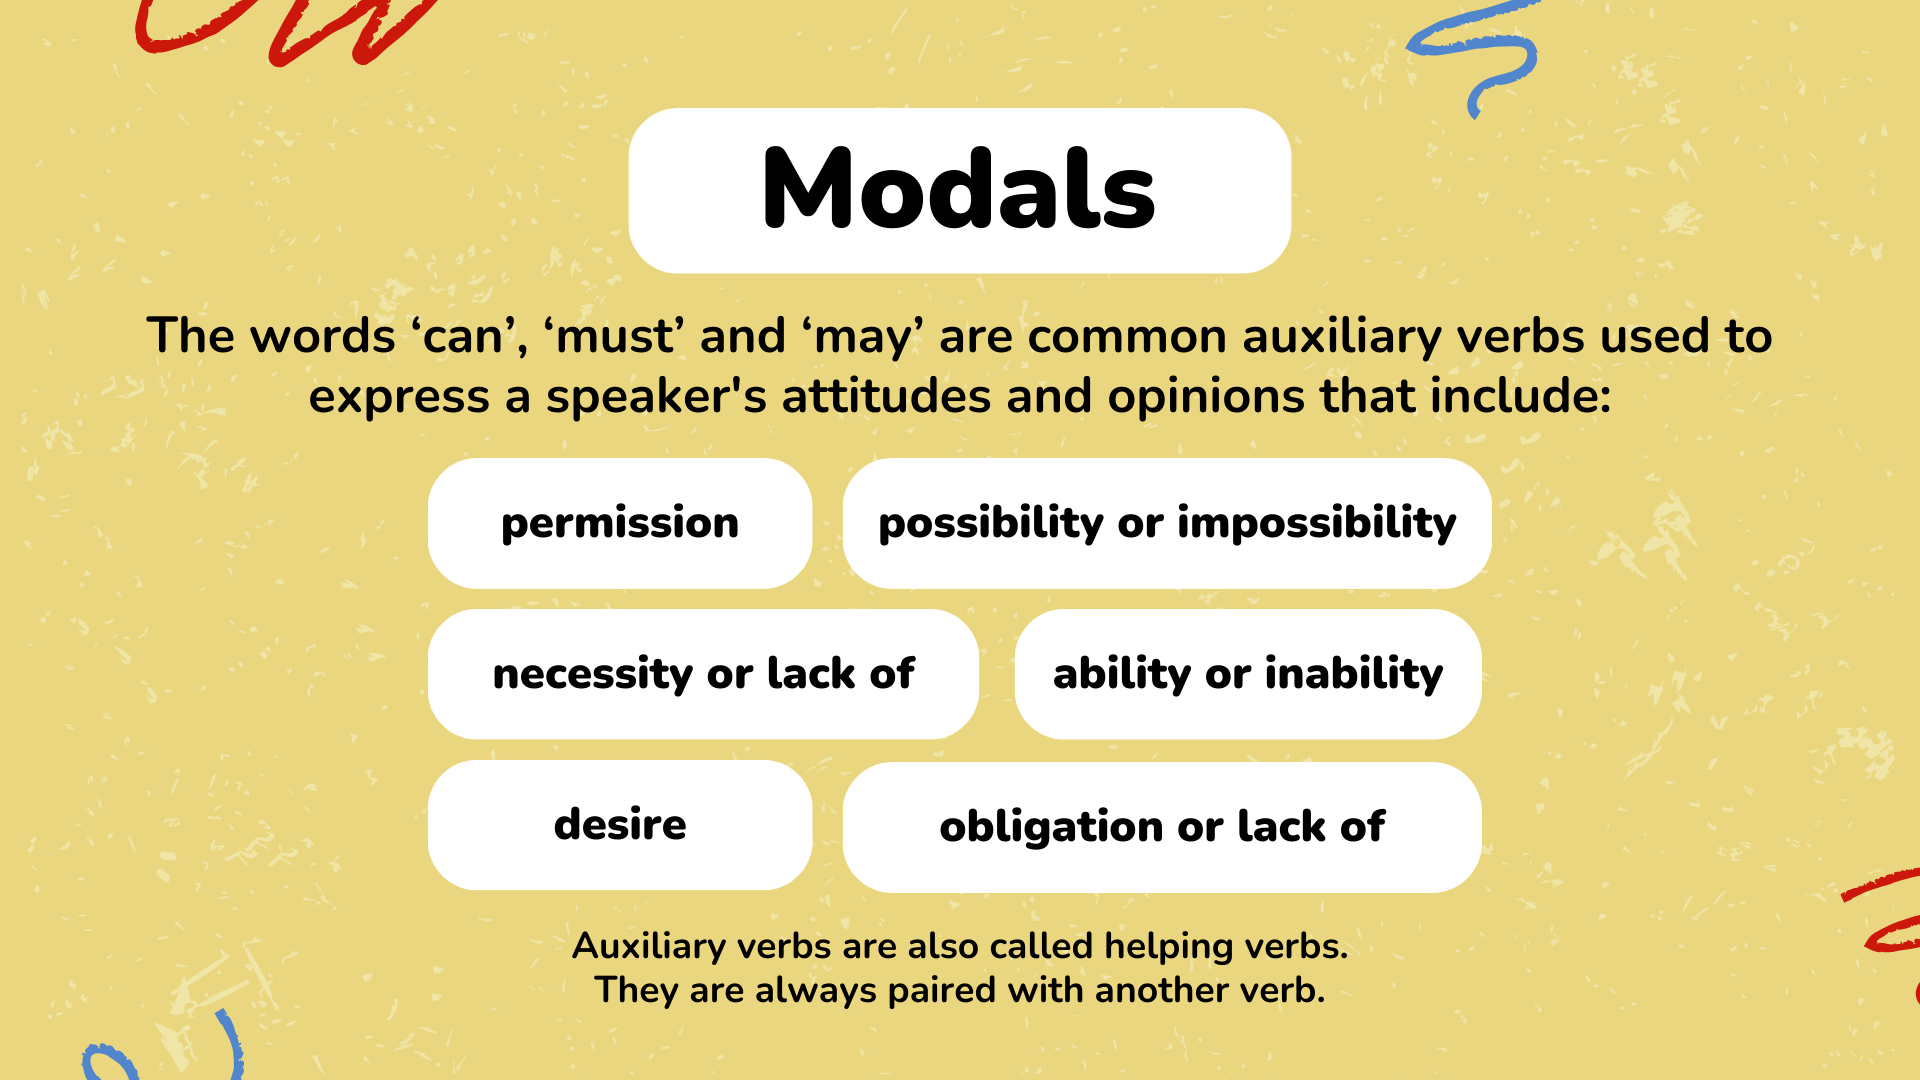 Modals
The words ‘can’, ‘must’ and ‘may’ are common auxiliary verbs used to
express a speaker's attitudes and opinions that include:
permission
possibility or impossibility
necessity or lack of
ability or inability
desire
obligation or lack of
Auxiliary verbs are also called helping verbs.
They are always paired with another verb.